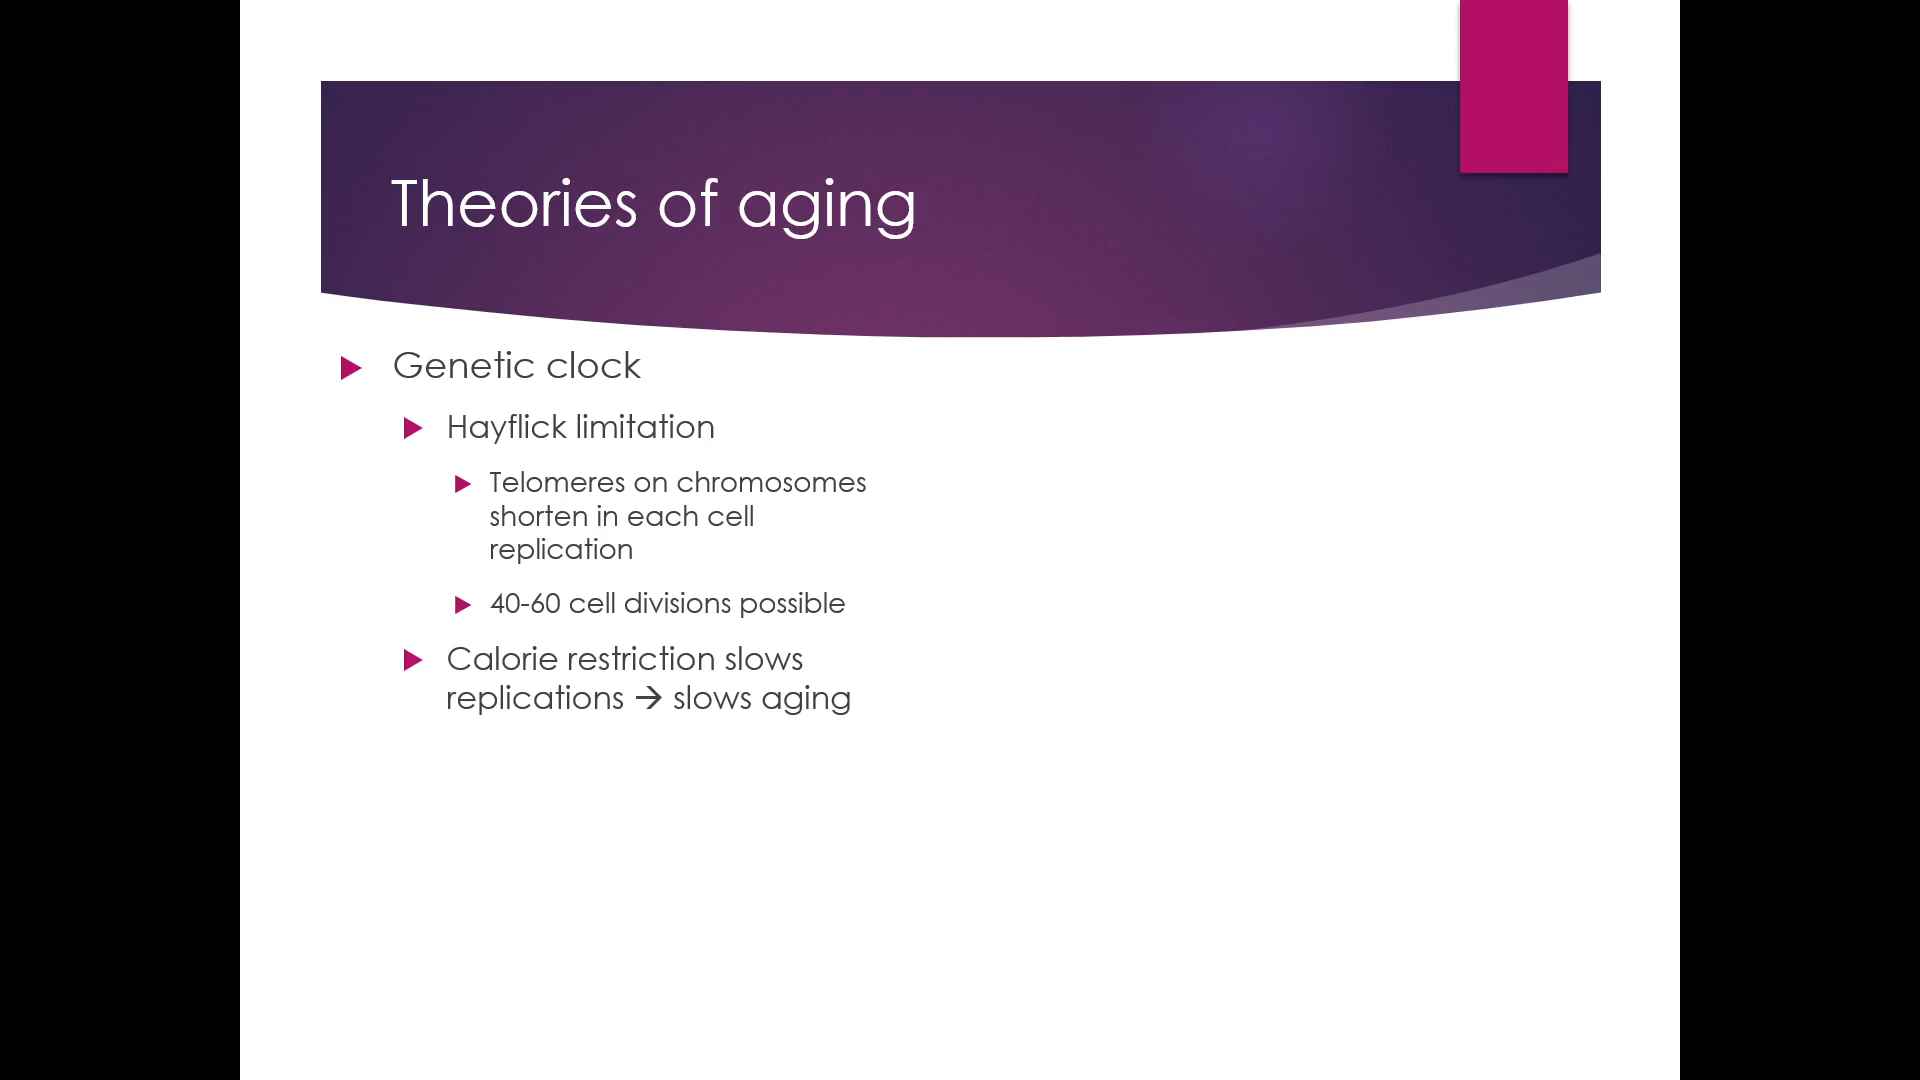 Theories of aging
Genetic clock
Hayflick limitation
Telomeres on chromosomes
shorten in each cell
replication
40-60 cell divisions possible
Calorie restriction slows
replications → slows aging